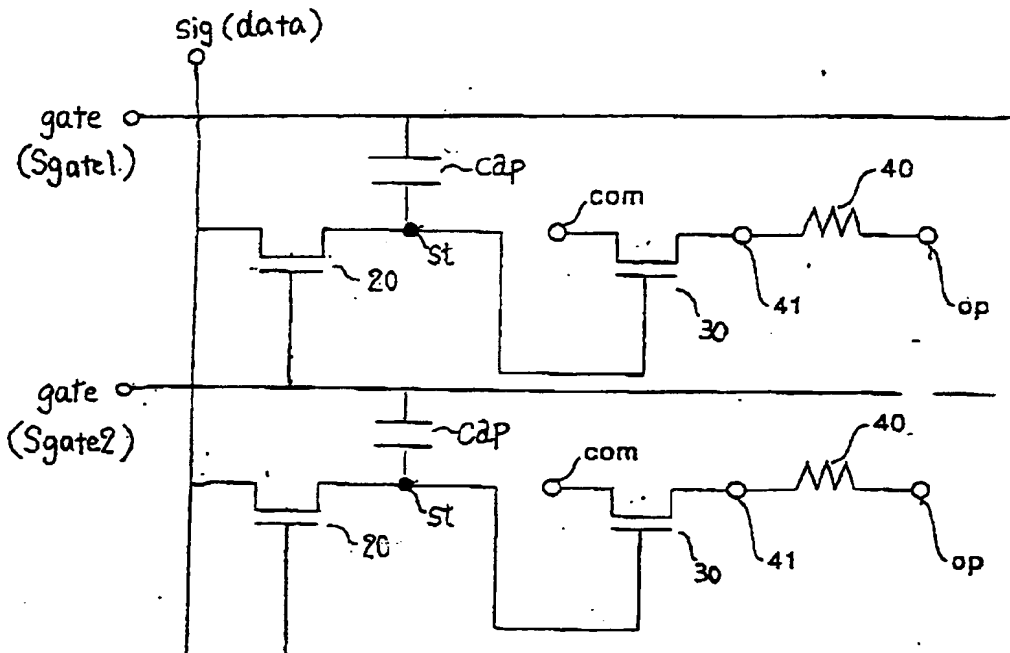 sig (data)
gate
(Sgate1.)
cap
com
40
st
20
30
41
op
gate
(Sgate2)
cap
com
40
st
20
30
41
op